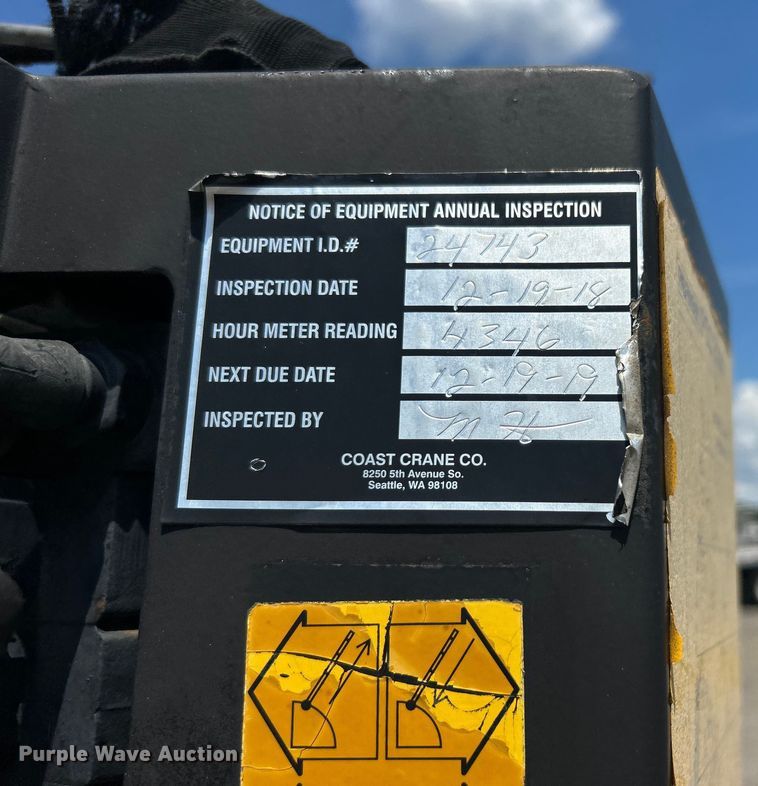 NOTICE OF EQUIPMENT ANNUAL INSPECTION
EQUIPMENT I.D.# 24743
INSPECTION DATE 12-19-18
HOUR METER READING 4346
NEXT DUE DATE 12-19-19
INSPECTED BY M H
COAST CRANE CO.
8250 5th Avenue So.
Seattle, WA 98108
Purple Wave Auction